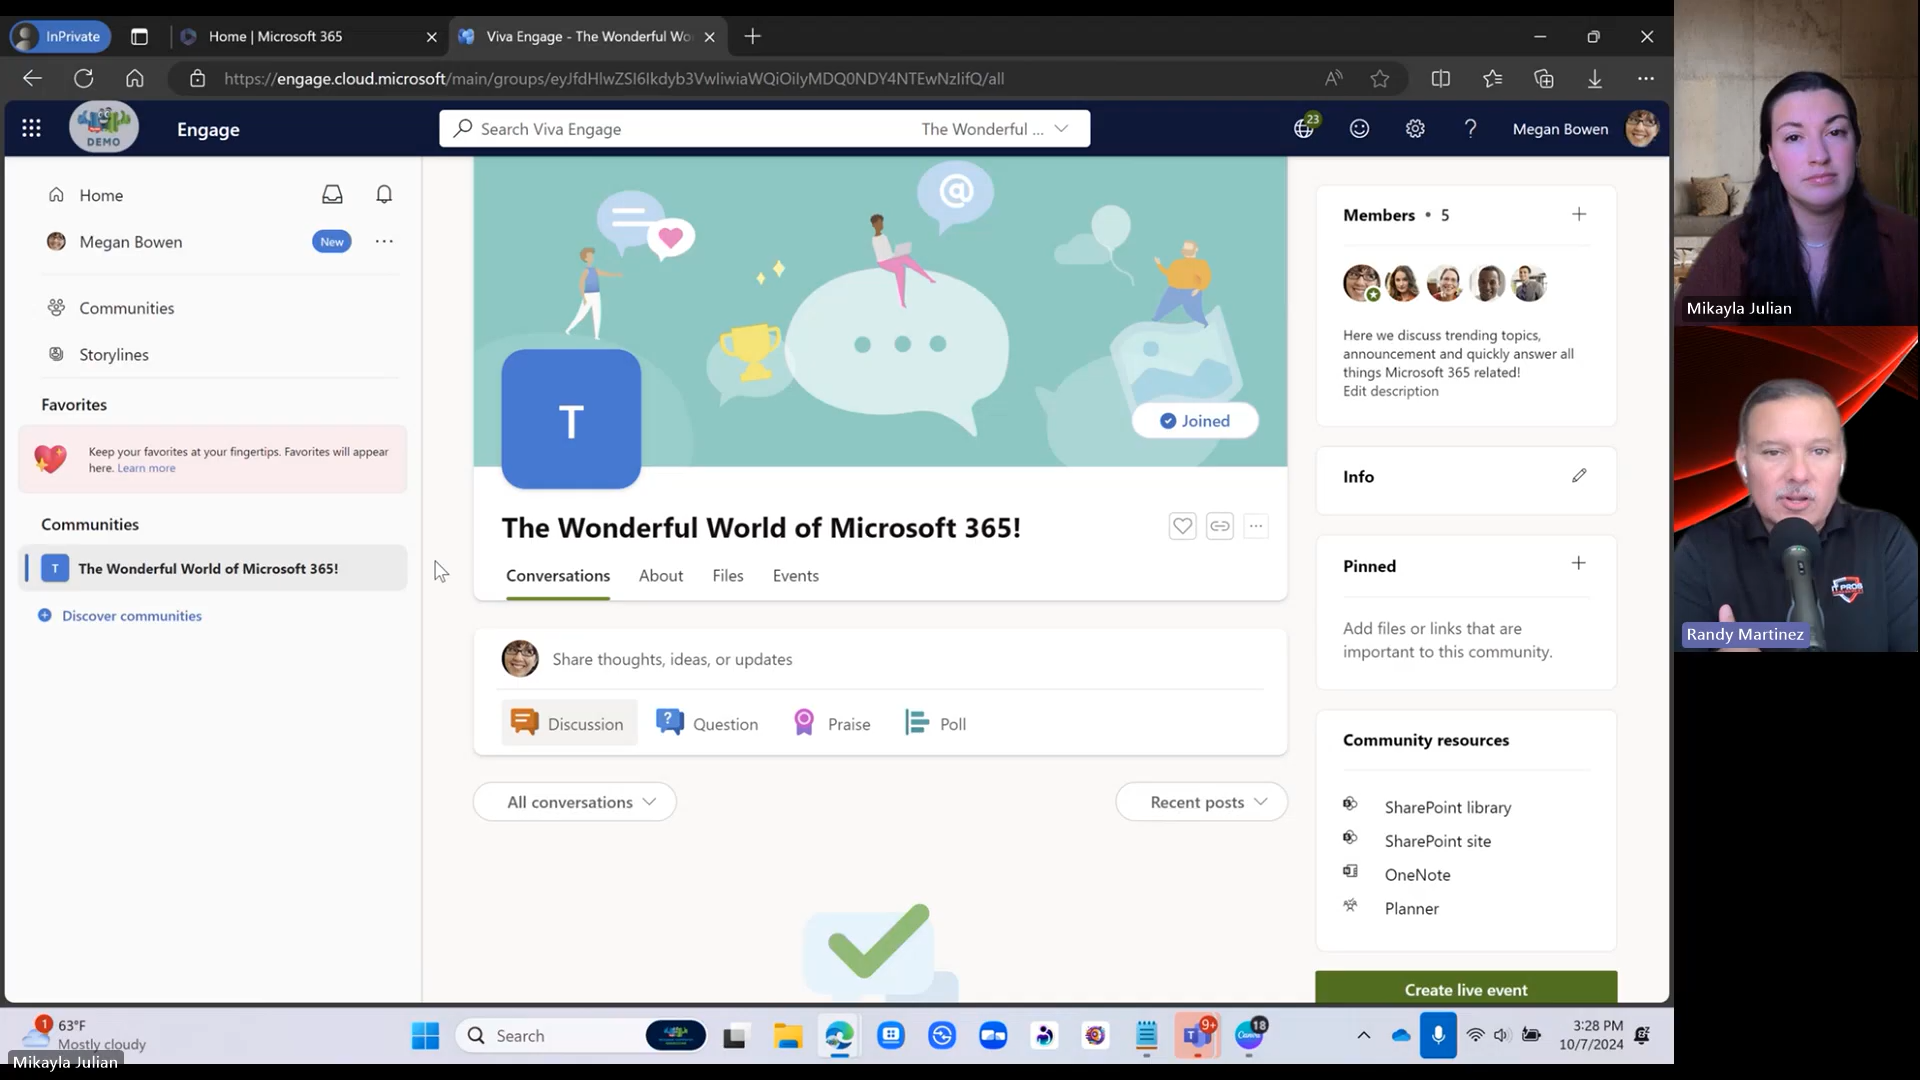 InPrivate
Home | Microsoft 365
Viva Engage - The Wonderful Wo
https://engage.cloud.microsoft/main/groups/eyJfdHlwZSI6Ikdyb3VwIiwiaWQiOiIyMDQ0NDY4NTEwNzIifQ/all
DEMO
Engage
Search Viva Engage
The Wonderful ...
23
Megan Bowen
Home
Megan Bowen
New
Communities
Storylines
Favorites
Keep your favorites at your fingertips. Favorites will appear
here. Learn more
Communities
T
The Wonderful World of Microsoft 365!
Discover communities
@
T
Joined
The Wonderful World of Microsoft 365!
Conversations
About
Files
Events
Share thoughts, ideas, or updates
Discussion
Question
Praise
Poll
All conversations
Recent posts
Members • 5
Here we discuss trending topics,
announcement and quickly answer all
things Microsoft 365 related!
Edit description
Info
Pinned
Add files or links that are
important to this community.
Community resources
SharePoint library
SharePoint site
OneNote
Planner
Create live event
Mikayla Julian
IT PROS
Randy Martinez
1
63°F
Mostly cloudy
Search
9+
Canva
18
3:28 PM
10/7/2024
Mikayla Julian